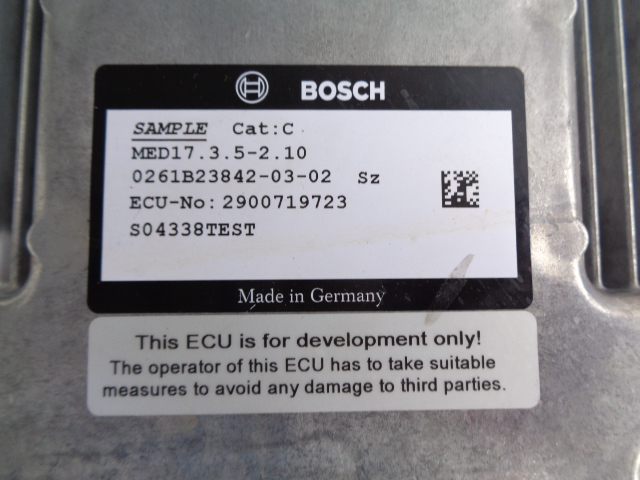 BOSCH
SAMPLE Cat:C
MED17.3.5-2.10
0261B23842-03-02 Sz
ECU-No: 2900719723
S04338TEST
Made in Germany
This ECU is for development only!
The operator of this ECU has to take suitable
measures to avoid any damage to third parties.